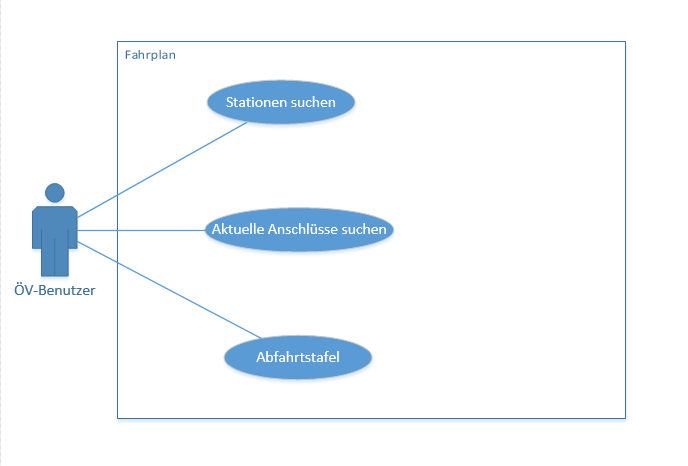 Fahrplan
Stationen suchen
Aktuelle Anschlüsse suchen
ÖV-Benutzer
Abfahrtstafel